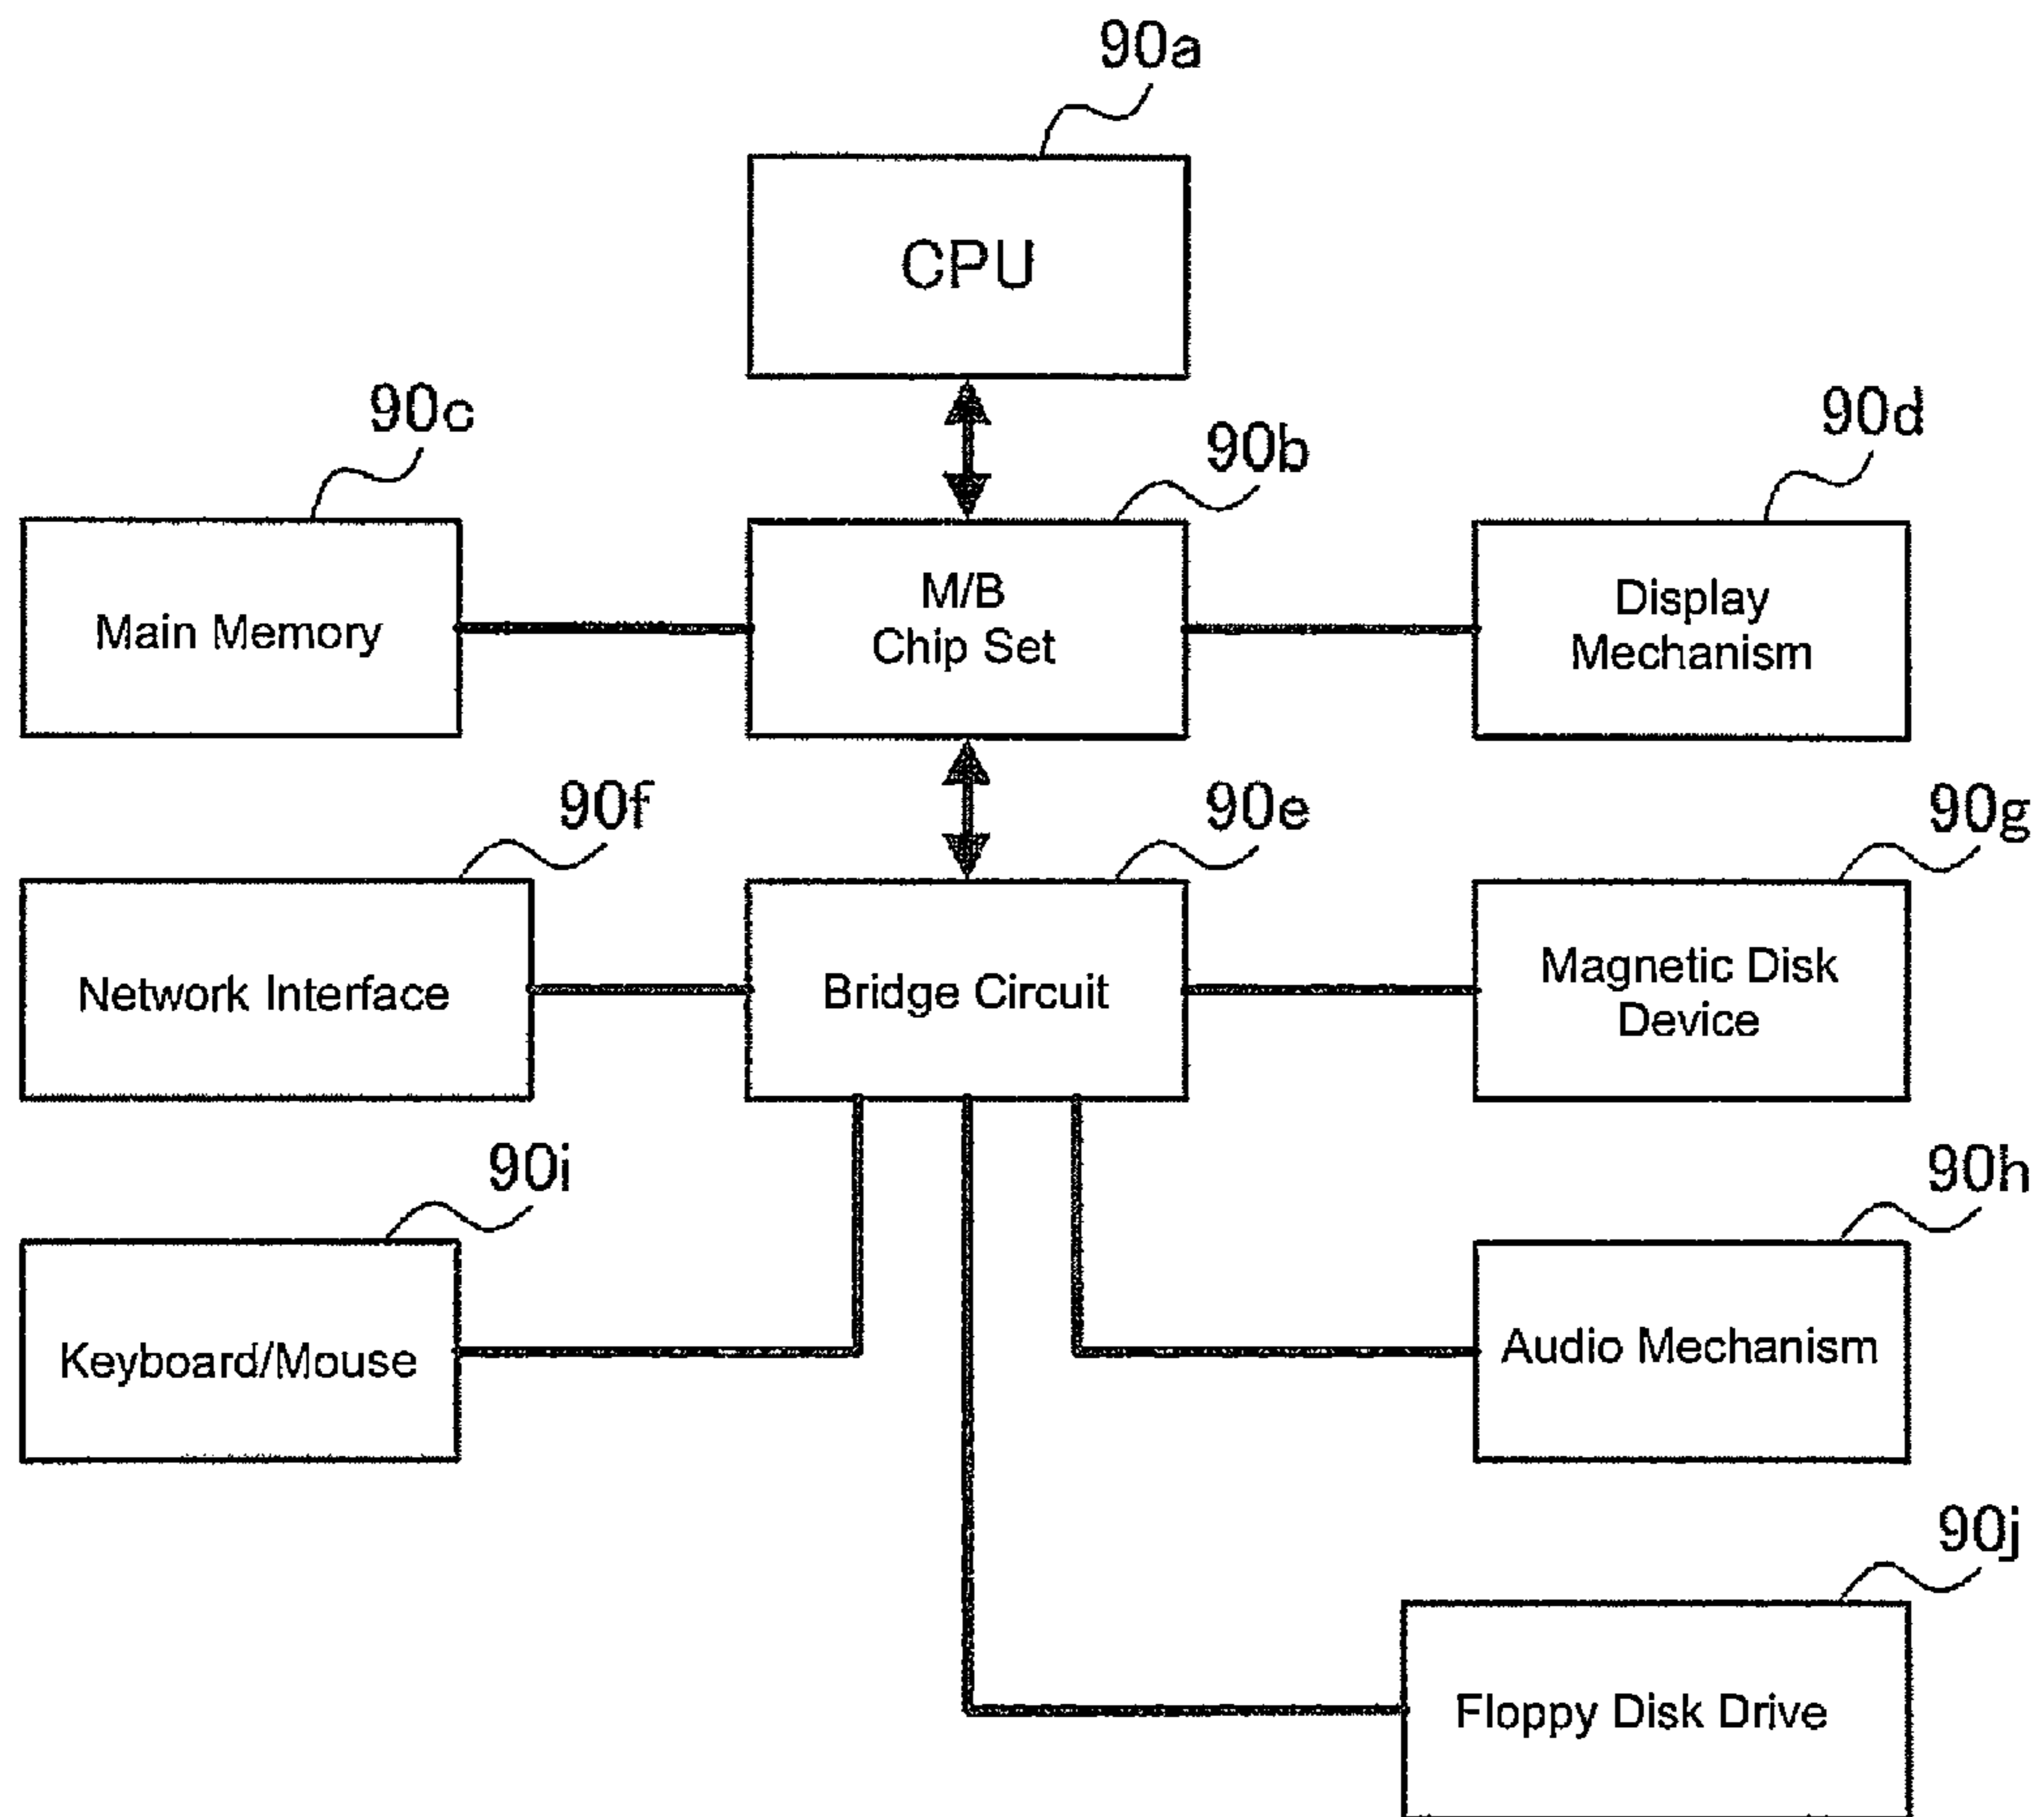 90a
CPU
90c
90b
90d
Main Memory
M/B
Chip Set
Display
Mechanism
90f
90e
90g
Network Interface
Bridge Circuit
Magnetic Disk
Device
90i
90h
Keyboard/Mouse
Audio Mechanism
90j
Floppy Disk Drive